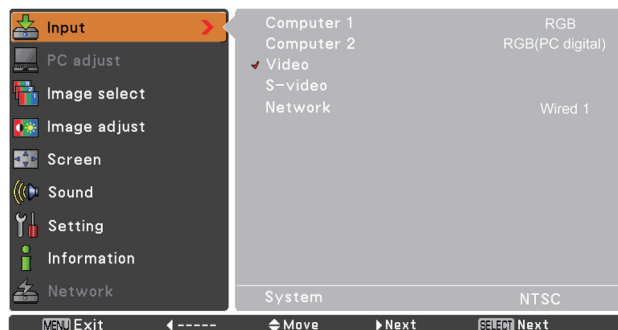 Input
PC adjust
Image select
Image adjust
Screen
Sound
Setting
Information
Network
Computer 1 RGB
Computer 2 RGB(PC digital)
Video
S-video
Network Wired 1
System NTSC
MENU Exit ◀ ----- Move ▶ Next SELECT Next